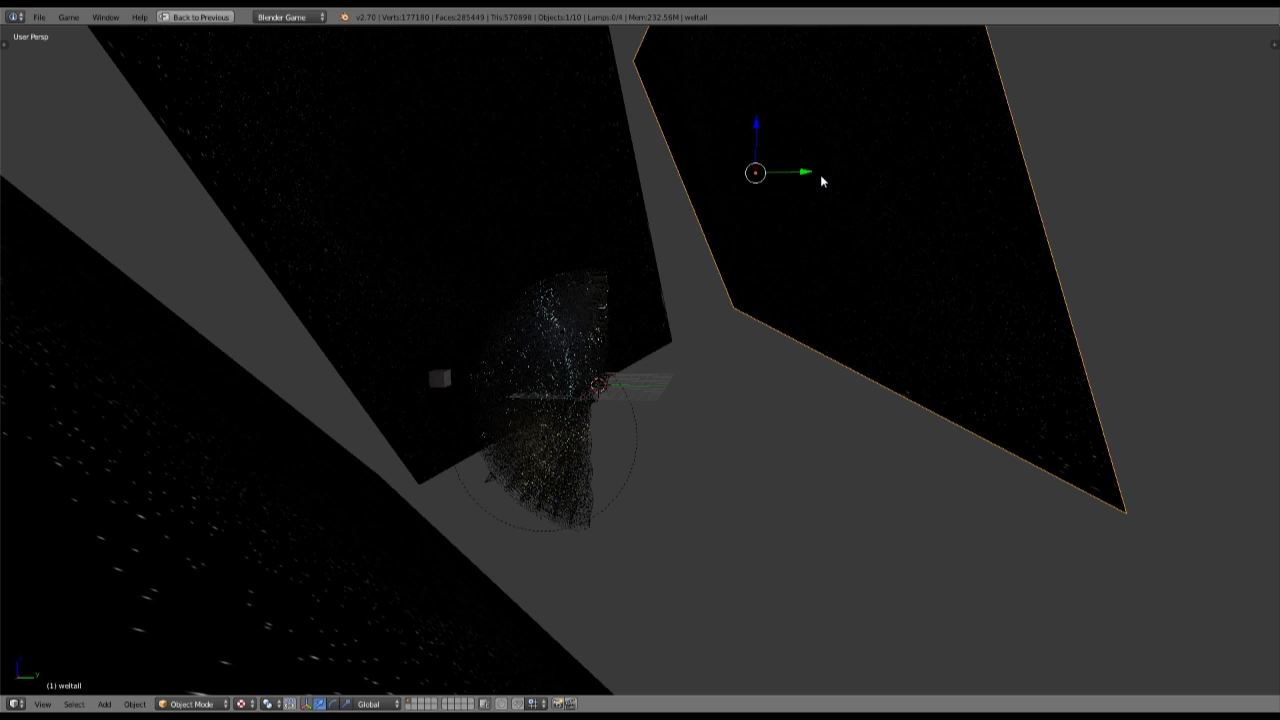 File Game Window Help Back to Previous Blender Game v2.70 | Verts:177180 | Faces:285449 | Tris:570898 | Objects:1/10 | Lamps:0/4 | Mem:232.56M | weltall
User Persp
y
(1) weltall
View Select Add Object Object Mode Global